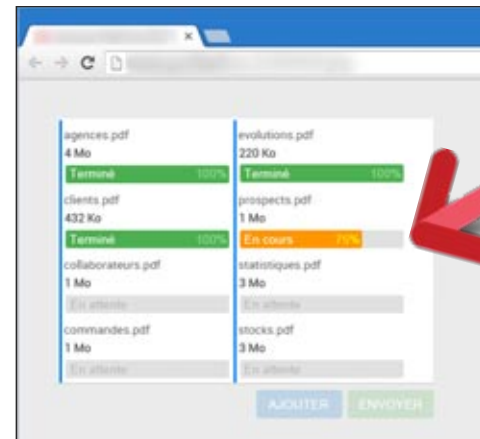 agences.pdf
4 Mo
Terminé 100%
clients.pdf
432 Ko
Terminé 100%
collaborateurs.pdf
1 Mo
En attente
commandes.pdf
1 Mo
En attente
evolutions.pdf
220 Ko
Terminé 100%
prospects.pdf
1 Mo
En cours 75%
statistiques.pdf
3 Mo
En attente
stocks.pdf
3 Mo
En attente
AJOUTER
ENVOYER